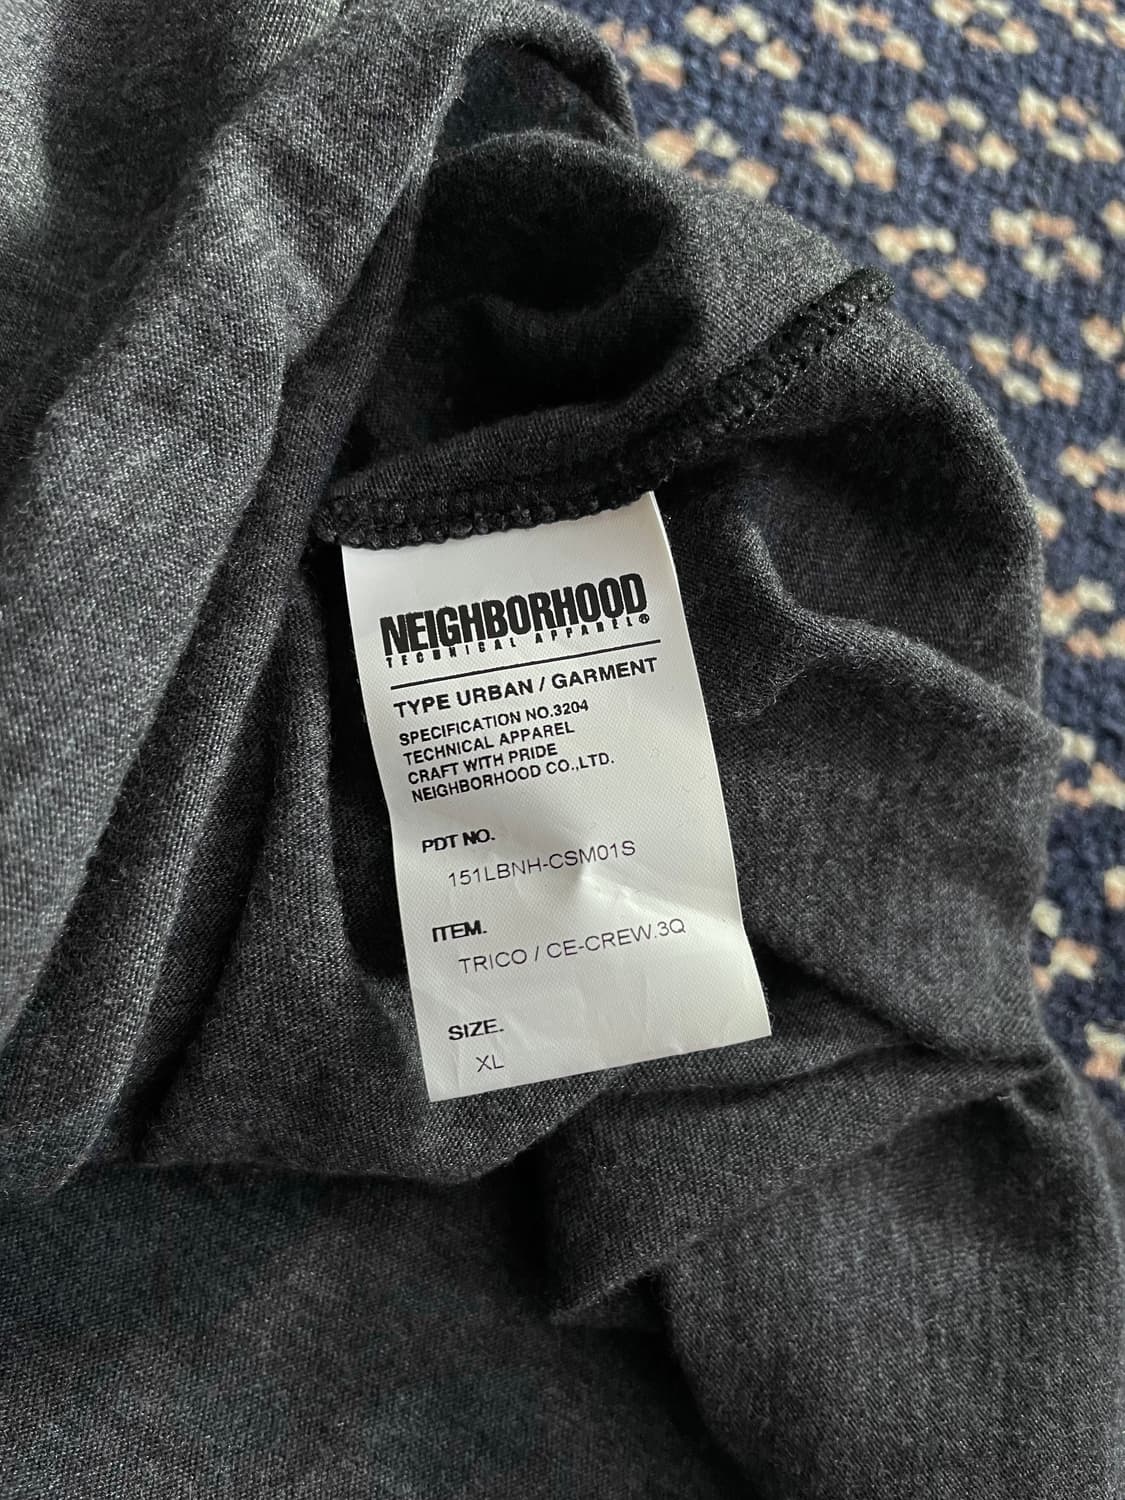 NEIGHBORHOOD
TECHNICAL APPAREL®
TYPE URBAN / GARMENT
SPECIFICATION NO.3204
TECHNICAL APPAREL
CRAFT WITH PRIDE
NEIGHBORHOOD CO.,LTD.
PDT NO.
151LBNH-CSM01S
ITEM.
TRICO / CE-CREW.3Q
SIZE.
XL